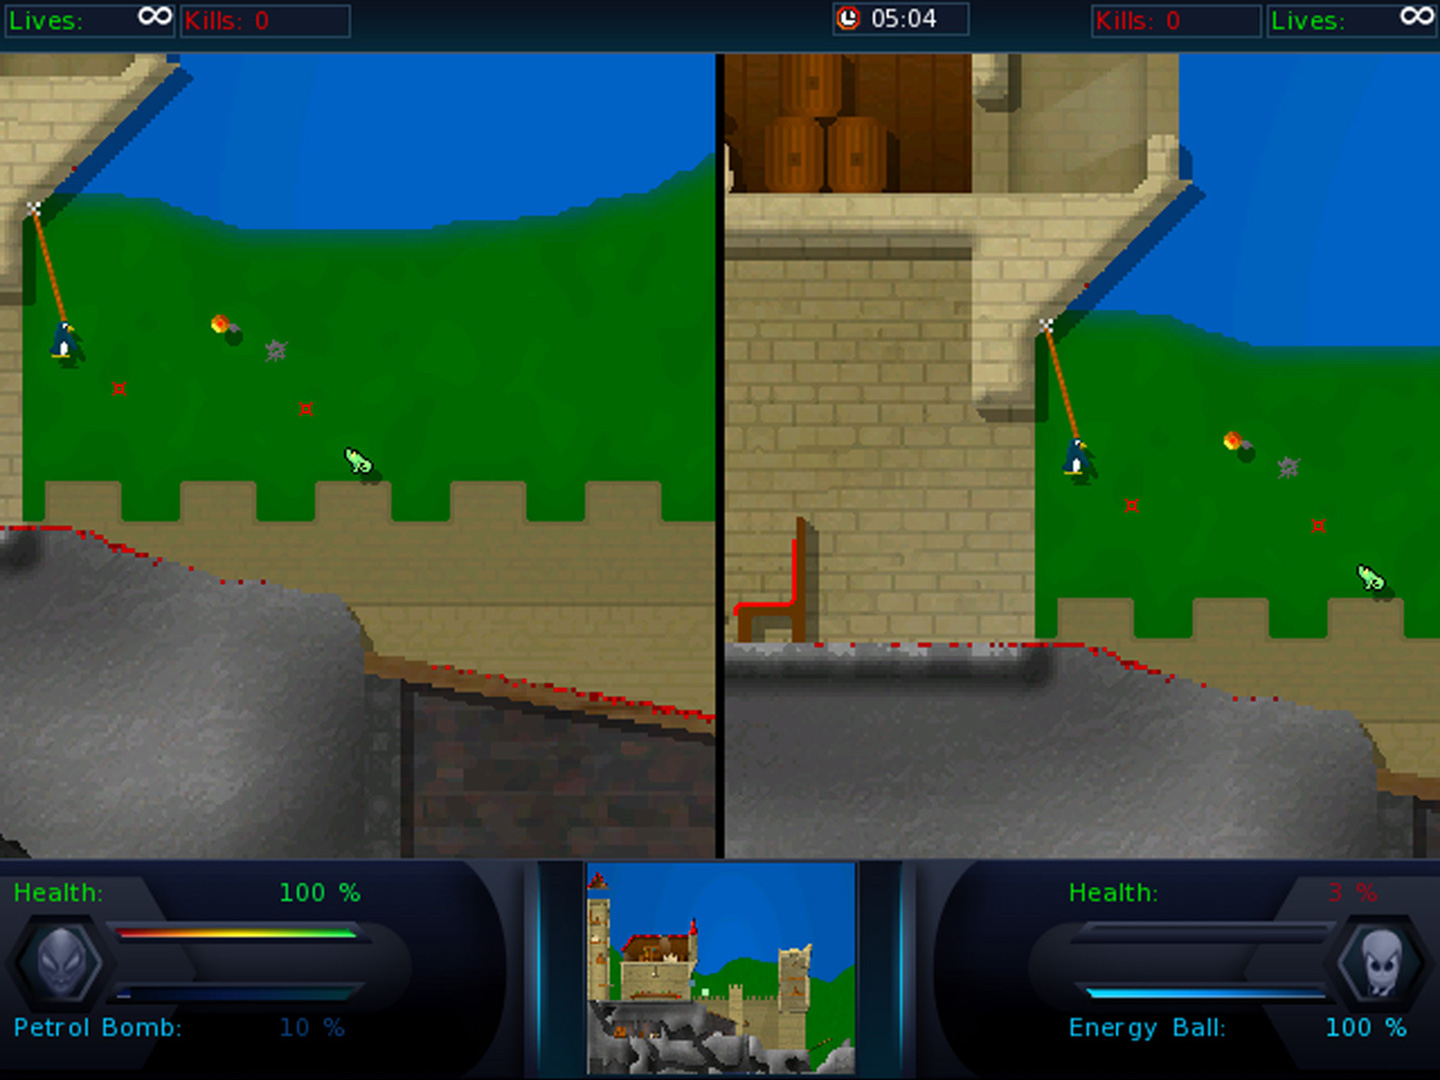 Lives: ∞ Kills: 0 05:04 Kills: 0 Lives: ∞
Health: 100 %
Petrol Bomb: 10 %
Health: 3 %
Energy Ball: 100 %